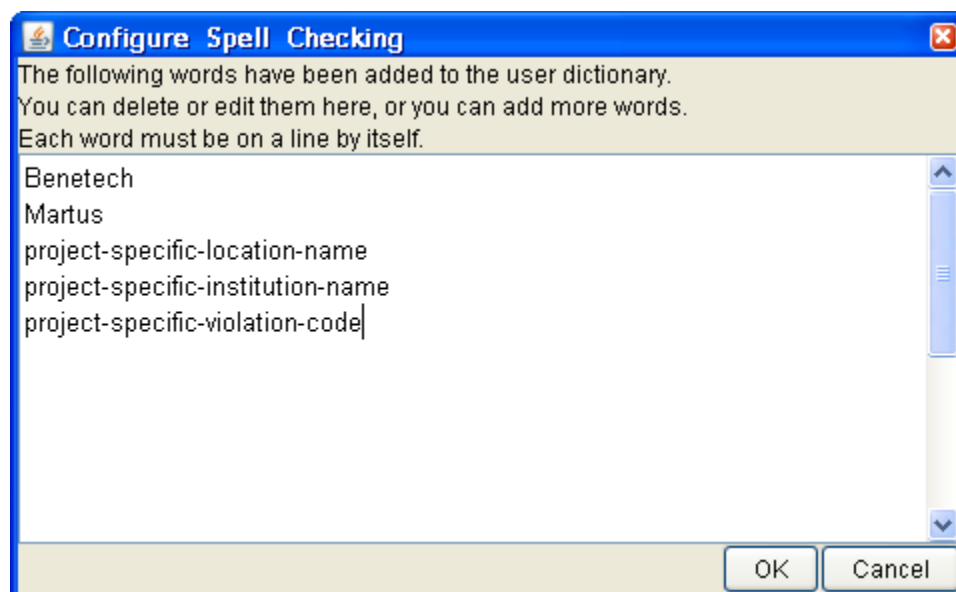 Configure Spell Checking
The following words have been added to the user dictionary.
You can delete or edit them here, or you can add more words.
Each word must be on a line by itself.
Benetech
Martus
project-specific-location-name
project-specific-institution-name
project-specific-violation-code
OK Cancel